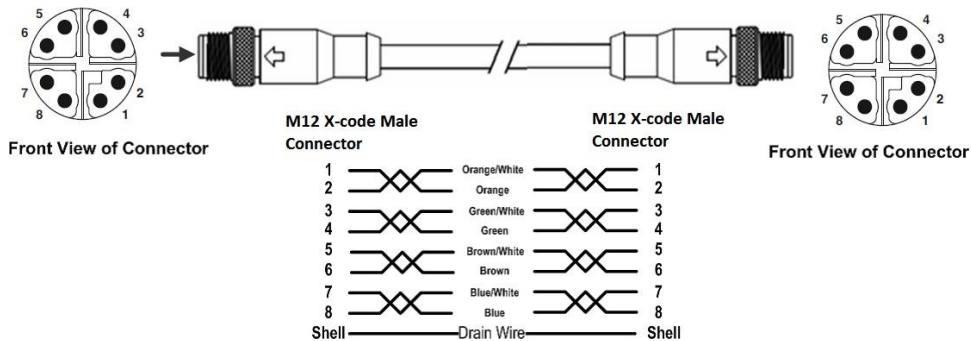 5 4
6 3
7 2
8 1
Front View of Connector
5 4
6 3
7 2
8 1
Front View of Connector
M12 X-code Male
Connector
M12 X-code Male
Connector
1 Orange/White 1
2 Orange 2
3 Green/White 3
4 Green 4
5 Brown/White 5
6 Brown 6
7 Blue/White 7
8 Blue 8
Shell Drain Wire Shell